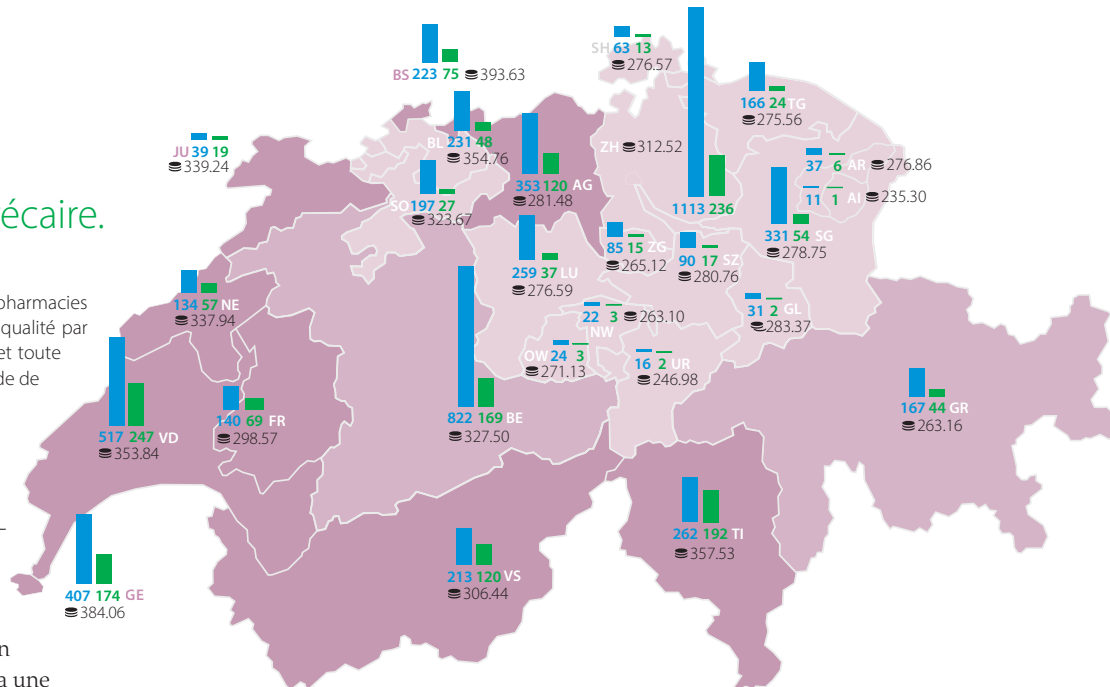 SH 63 13
276.57
BS 223 75 393.63
166 24 TG
275.56
BL 231 48
354.76
JU 39 19
339.24
ZH 312.52
37 6 AR 276.86
353 120 AG
281.48
11 1 AI 235.30
SO 197 27
323.67
1113 236
écaire.
331 54 SG
278.75
85 15 ZG
265.12
90 17 SZ
280.76
259 37 LU
276.59
pharmacies
134 57 NE
337.94
22 3 263.10
NW
31 2 GL
283.37
qualité par
et toute
OW 24 3
271.13
16 2 UR
246.98
de de
167 44 GR
263.16
140 69 FR
298.57
822 169 BE
327.50
517 247 VD
353.84
–
262 192 TI
357.53
213 120 VS
306.44
407 174 GE
384.06
n
a une